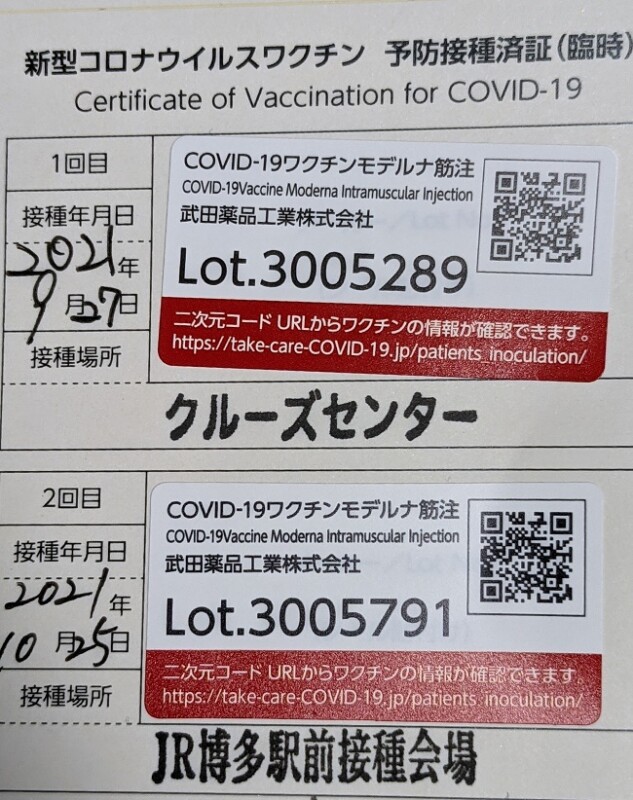 新型コロナウイルスワクチン 予防接種済証(臨時)
Certificate of Vaccination for COVID-19
1回目
接種年月日
2021年
9月27日
接種場所
COVID-19ワクチンモデルナ筋注
COVID-19Vaccine Moderna Intramuscular Injection
武田薬品工業株式会社
Lot.3005289
二次元コード URLからワクチンの情報が確認できます。
https://take-care-COVID-19.jp/patients_inoculation/
クルーズセンター
2回目
接種年月日
2021年
10月25日
接種場所
COVID-19ワクチンモデルナ筋注
COVID-19Vaccine Moderna Intramuscular Injection
武田薬品工業株式会社
Lot.3005791
二次元コード URLからワクチンの情報が確認できます。
https://take-care-COVID-19.jp/patients_inoculation/
JR博多駅前接種会場